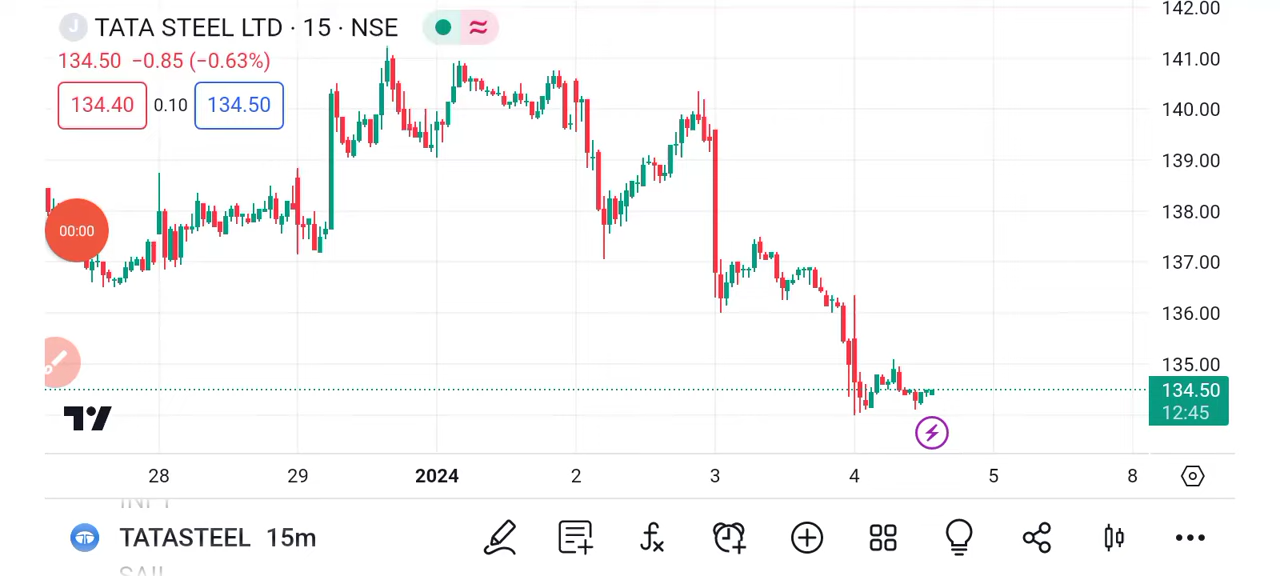 142.00
J TATA STEEL LTD · 15 · NSE
134.50 −0.85 (−0.63%)
141.00
134.40 0.10 134.50
140.00
139.00
138.00
00:00
137.00
136.00
135.00
134.50
12:45
28 29 2024 2 3 4 5 8
TATASTEEL 15m